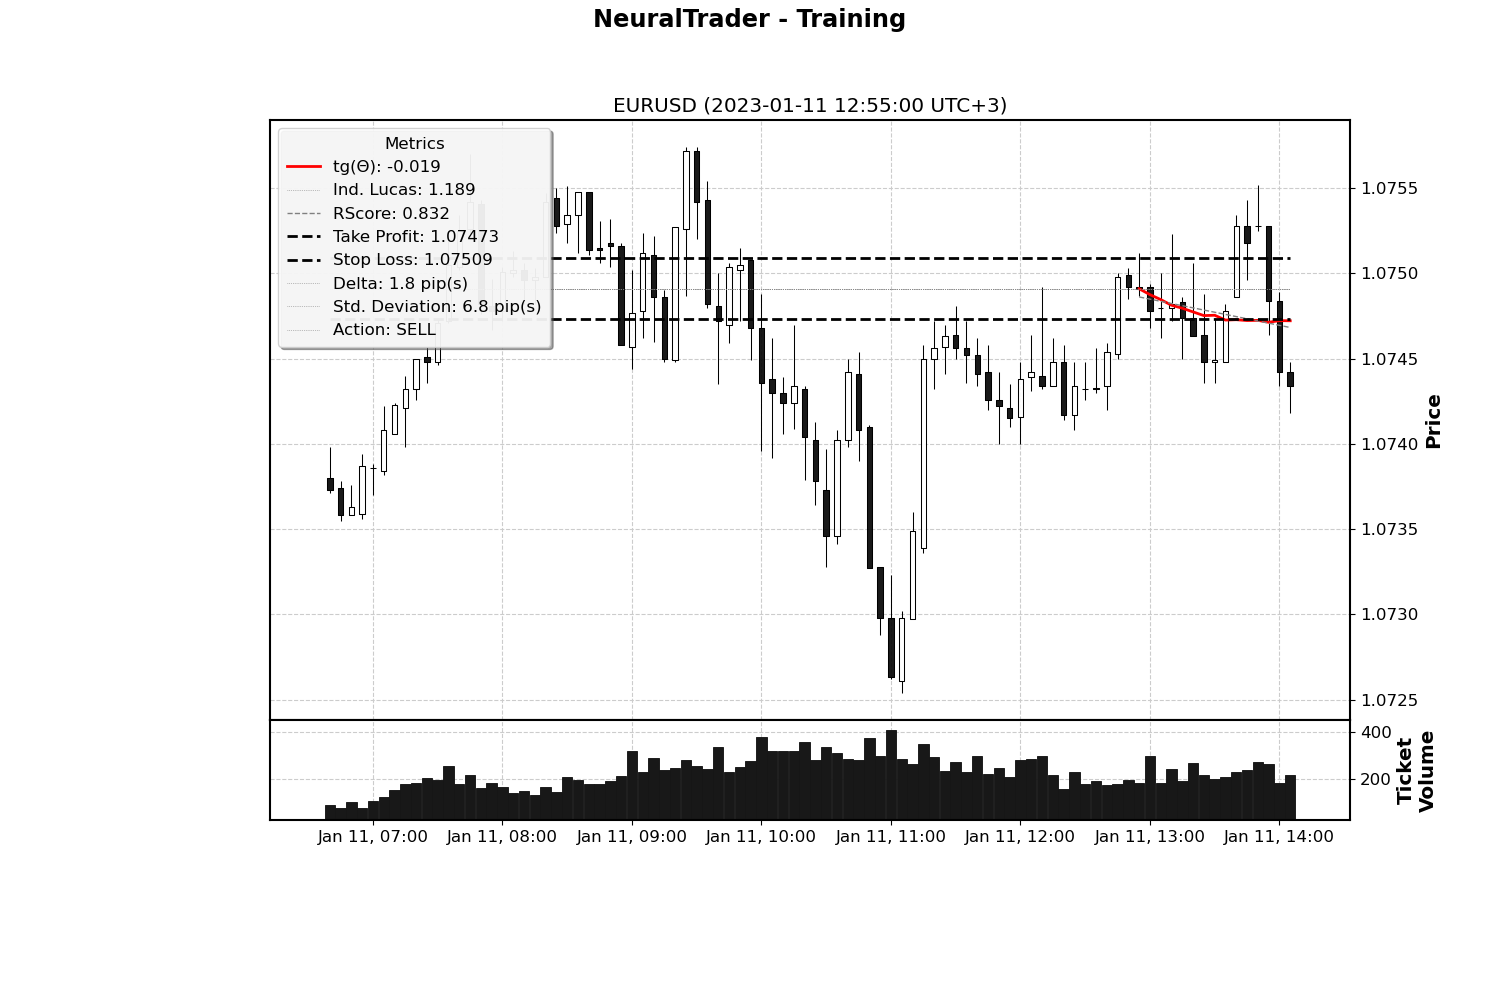 NeuralTrader - Training
EURUSD (2023-01-11 12:55:00 UTC+3)
Metrics
tg(Θ): -0.019
Ind. Lucas: 1.189
RScore: 0.832
Take Profit: 1.07473
Stop Loss: 1.07509
Delta: 1.8 pip(s)
Std. Deviation: 6.8 pip(s)
Action: SELL
1.0755
1.0750
1.0745
1.0740
1.0735
1.0730
1.0725
Price
400
200
Ticket
Volume
Jan 11, 07:00 Jan 11, 08:00 Jan 11, 09:00 Jan 11, 10:00 Jan 11, 11:00 Jan 11, 12:00 Jan 11, 13:00 Jan 11, 14:00